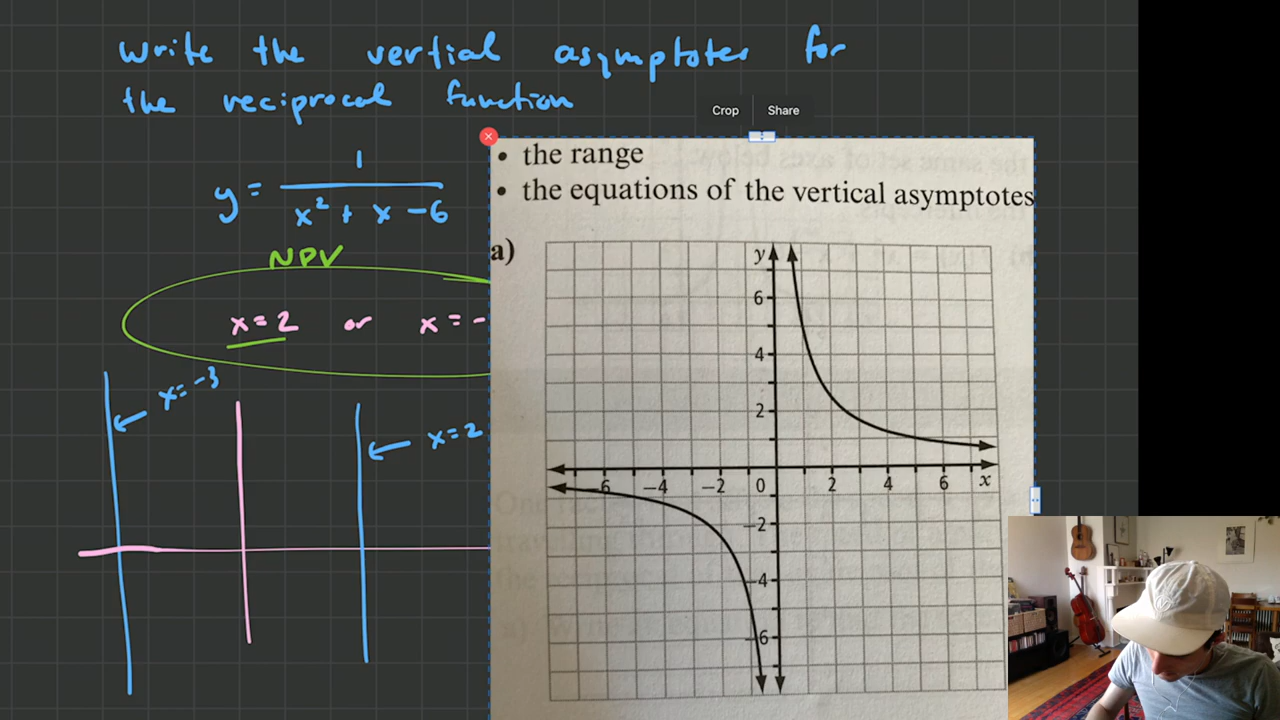 write the vertial asymptotes for
the reciprocal function
Crop Share
y = 1/(x² + x - 6)
NPV
x = 2 or x = -
x = -3
x = 2
• the range
• the equations of the vertical asymptotes
a)
y
6
4
2
6 -4 -2 0 2 4 6 x
-2
-4
6